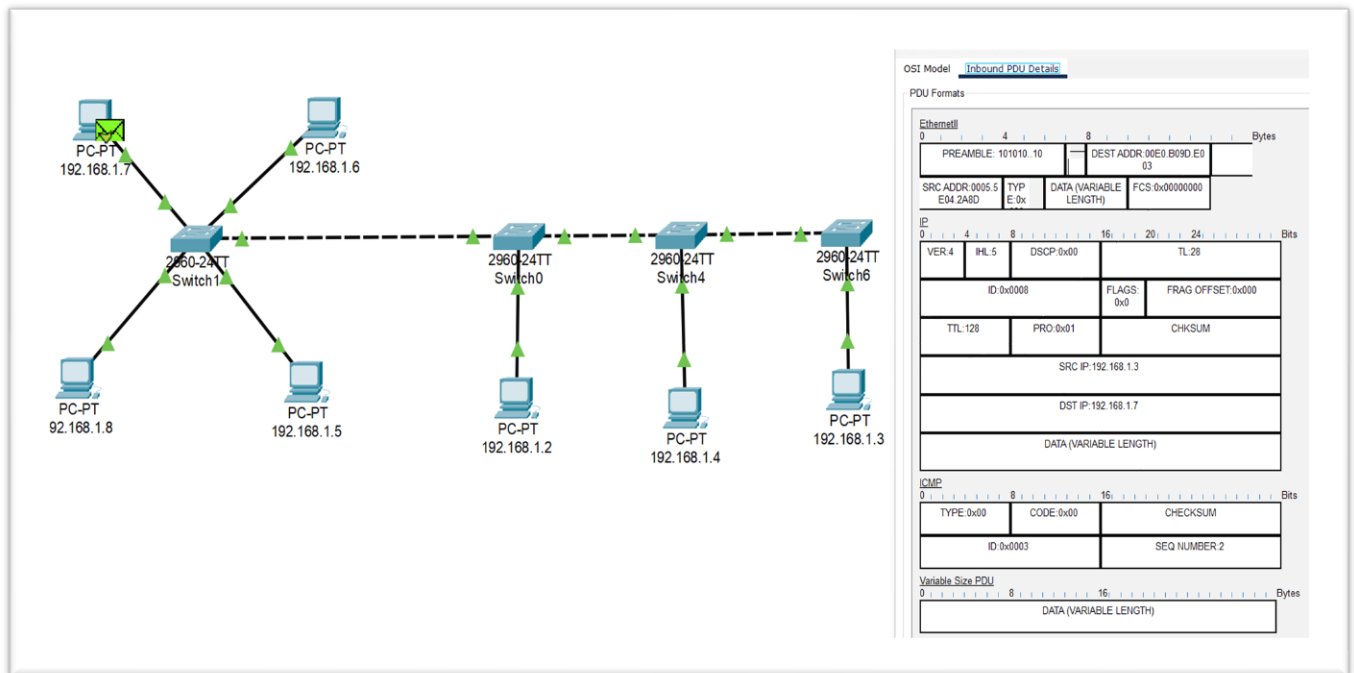 PC-PT
192.168.1.7
PC-PT
192.168.1.6
2960-24TT
Switch1
2960-24TT
Switch0
2960-24TT
Switch4
2960-24TT
Switch6
PC-PT
92.168.1.8
PC-PT
192.168.1.5
PC-PT
192.168.1.2
PC-PT
192.168.1.4
PC-PT
192.168.1.3
OSI Model Inbound PDU Details
PDU Formats
EthernetII
0 4 8 Bytes
PREAMBLE: 101010..10 DEST ADDR:00E0.B09D.E0
03
SRC ADDR:0005.5 TYP DATA (VARIABLE FCS:0x00000000
E04.2A8D E:0x LENGTH)
IP
0 4 8 16 20 24 Bits
VER:4 IHL:5 DSCP:0x00 TL:28
ID:0x0008 FLAGS: FRAG OFFSET:0x000
0x0
TTL:128 PRO:0x01 CHKSUM
SRC IP:192.168.1.3
DST IP:192.168.1.7
DATA (VARIABLE LENGTH)
ICMP
0 8 16 Bits
TYPE:0x00 CODE:0x00 CHECKSUM
ID:0x0003 SEQ NUMBER:2
Variable Size PDU
0 8 16 Bytes
DATA (VARIABLE LENGTH)